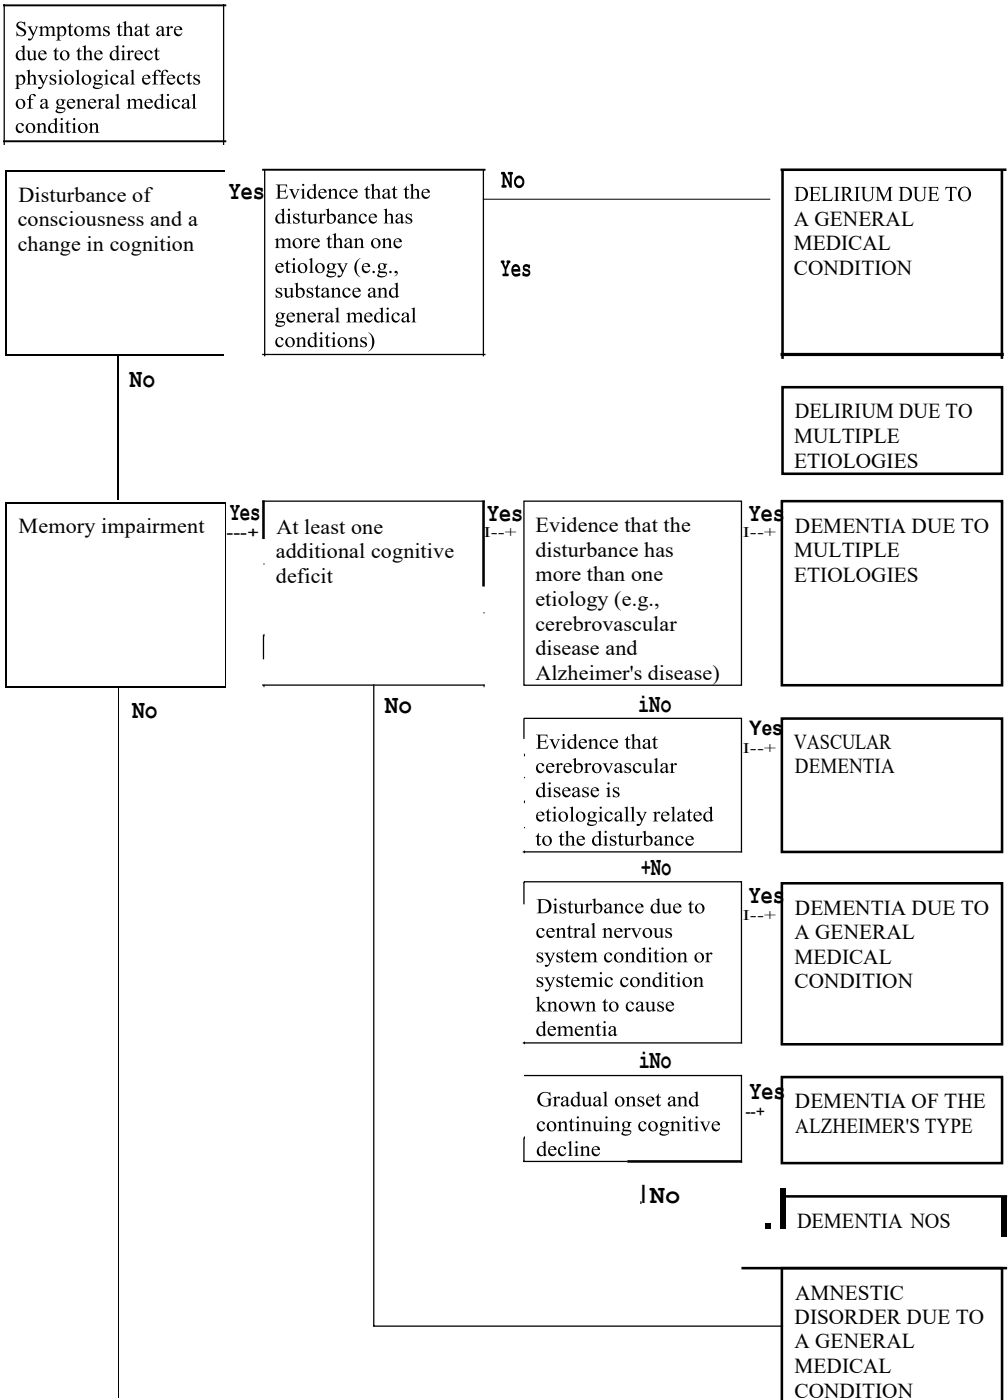 Symptoms that are
due to the direct
physiological effects
of a general medical
condition
Disturbance of
consciousness and a
change in cognition
Yes
Evidence that the
disturbance has
more than one
etiology (e.g.,
substance and
general medical
conditions)
No
Yes
DELIRIUM DUE TO
A GENERAL
MEDICAL
CONDITION
No
DELIRIUM DUE TO
MULTIPLE
ETIOLOGIES
Memory impairment
Yes
---+
At least one
additional cognitive
deficit
Yes
I--+
Evidence that the
disturbance has
more than one
etiology (e.g.,
cerebrovascular
disease and
Alzheimer's disease)
Yes
I--+
DEMENTIA DUE TO
MULTIPLE
ETIOLOGIES
No
No
iNo
Evidence that
cerebrovascular
disease is
etiologically related
to the disturbance
Yes
I--+
VASCULAR
DEMENTIA
+No
Disturbance due to
central nervous
system condition or
systemic condition
known to cause
dementia
Yes
I--+
DEMENTIA DUE TO
A GENERAL
MEDICAL
CONDITION
iNo
Gradual onset and
continuing cognitive
decline
Yes
--+
DEMENTIA OF THE
ALZHEIMER'S TYPE
No
DEMENTIA NOS
AMNESTIC
DISORDER DUE TO
A GENERAL
MEDICAL
CONDITION